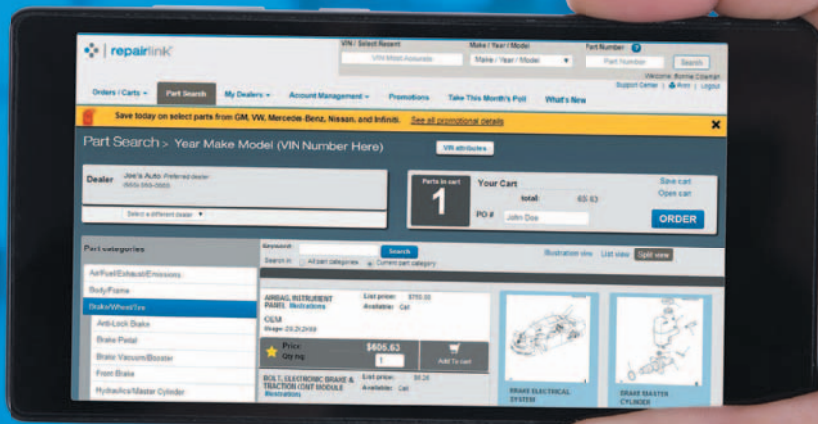 repairlink
VIN / Select Recent
VIN Most Accurate
Make / Year / Model
Make / Year / Model
Part Number
Part Number
Search
Welcome, Bonnie Coleman
Support Center | Print | Logout
Orders / Carts
Part Search
My Dealers
Account Management
Promotions
Take This Month's Poll
What's New
Save today on select parts from GM, VW, Mercedes-Benz, Nissan, and Infiniti. See all promotional details
Part Search > Year Make Model (VIN Number Here)
VIN attributes
Dealer
Joe's Auto Preferred dealer
Select a different dealer
Parts in cart
1
Your Cart
total:
PO #
John Doe
Save cart
Open cart
ORDER
Part categories
Air/Fuel/Exhaust/Emissions
Body/Frame
Brake/Wheel/Tire
Anti-Lock Brake
Brake Pedal
Brake Vacuum/Booster
Front Brake
Hydraulics/Master Cylinder
Keyword:
Search
Search in: All part categories Current part category
Illustration view List view Split view
AIRBAG, INSTRUMENT
PANEL Illustrations
List price:
Available: Call
OEM
Price:
$605.63
1
Add To cart
BOLT, ELECTRONIC BRAKE &
TRACTION CONT MODULE
Illustrations
List price:
Available: Call
BRAKE ELECTRICAL
SYSTEM
BRAKE MASTER
CYLINDER